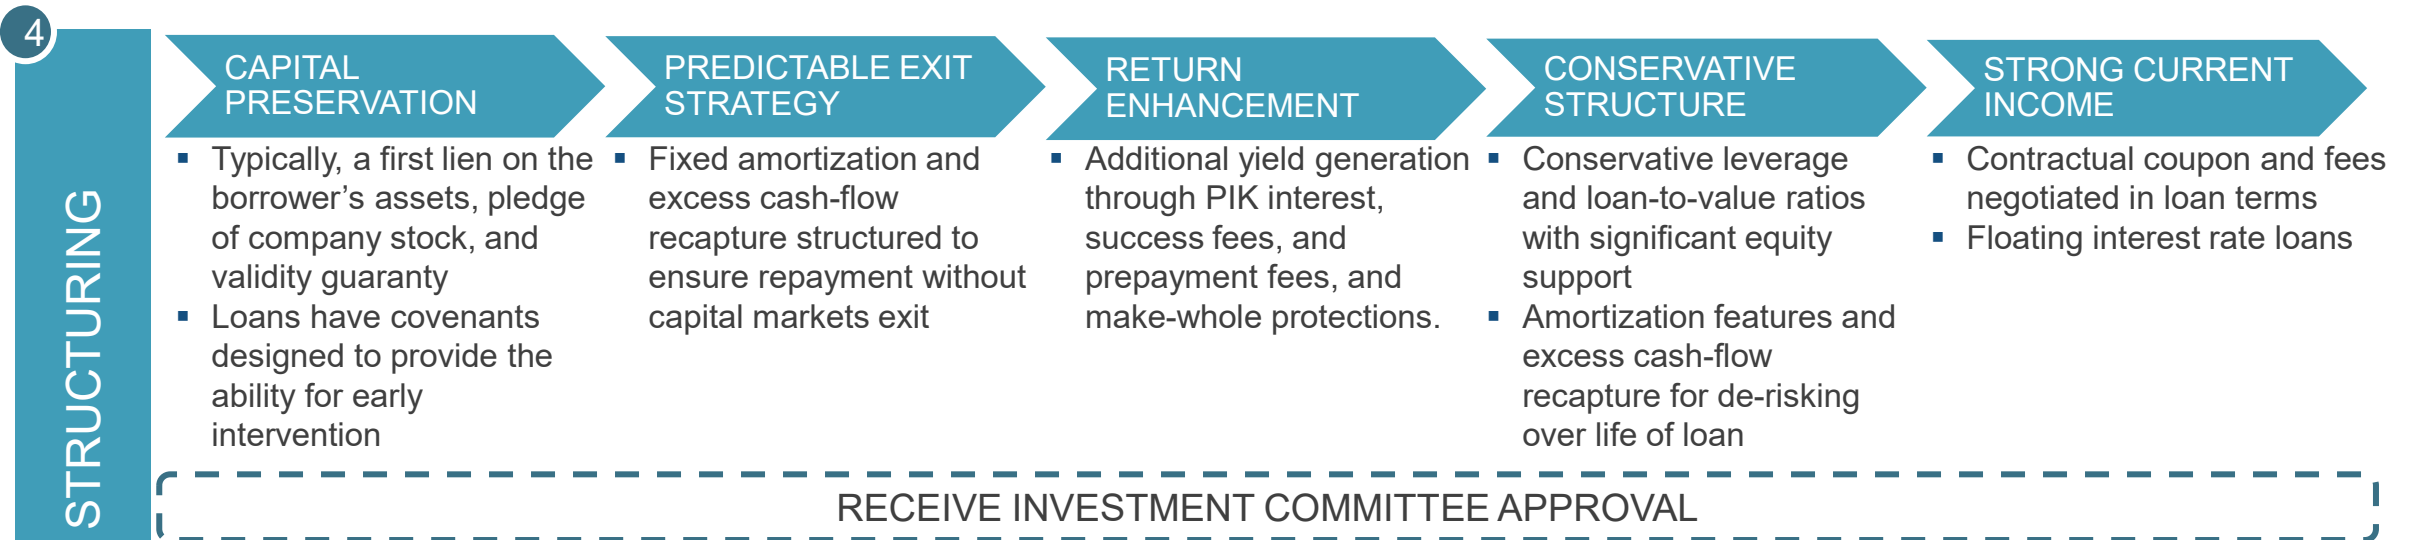 4
STRUCTURING
CAPITAL
PRESERVATION
▪ Typically, a first lien on the
borrower’s assets, pledge
of company stock, and
validity guaranty
▪ Loans have covenants
designed to provide the
ability for early
intervention
PREDICTABLE EXIT
STRATEGY
▪ Fixed amortization and
excess cash-flow
recapture structured to
ensure repayment without
capital markets exit
RETURN
ENHANCEMENT
▪ Additional yield generation
through PIK interest,
success fees, and
prepayment fees, and
make-whole protections.
CONSERVATIVE
STRUCTURE
▪ Conservative leverage
and loan-to-value ratios
with significant equity
support
▪ Amortization features and
excess cash-flow
recapture for de-risking
over life of loan
STRONG CURRENT
INCOME
▪ Contractual coupon and fees
negotiated in loan terms
▪ Floating interest rate loans
RECEIVE INVESTMENT COMMITTEE APPROVAL